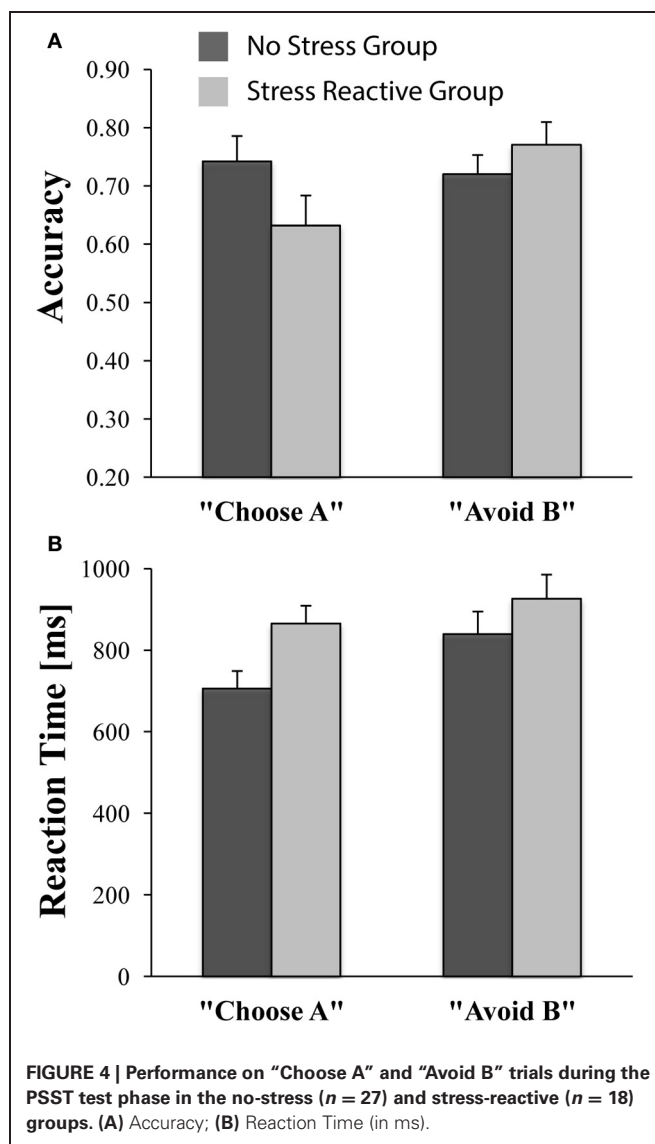 A
No Stress Group
Stress Reactive Group
0.90
0.80
0.70
0.60
0.50
0.40
0.30
0.20
Accuracy
"Choose A" "Avoid B"
B
1000
800
600
400
200
0
Reaction Time [ms]
"Choose A" "Avoid B"
FIGURE 4 | Performance on “Choose A” and “Avoid B” trials during the
PSST test phase in the no-stress (n = 27) and stress-reactive (n = 18)
groups. (A) Accuracy; (B) Reaction Time (in ms).